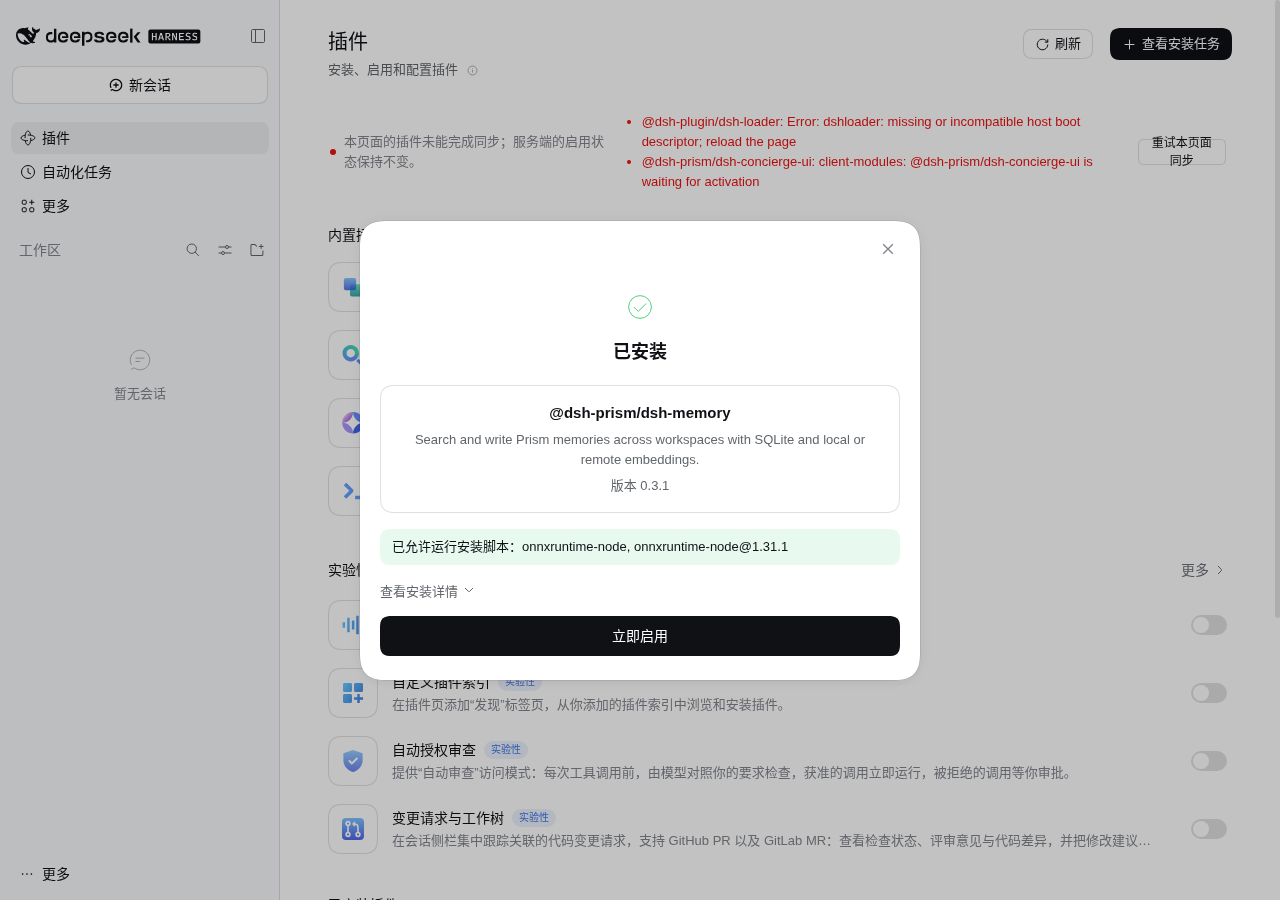 deepseek HARNESS
新会话
插件
自动化任务
更多
工作区
暂无会话
更多
插件
安装、启用和配置插件
刷新
查看安装任务
本页面的插件未能完成同步；服务端的启用状
态保持不变。
@dsh-plugin/dsh-loader: Error: dshloader: missing or incompatible host boot
descriptor; reload the page
@dsh-prism/dsh-concierge-ui: client-modules: @dsh-prism/dsh-concierge-ui is
waiting for activation
重试本页面
同步
内置
已安装
@dsh-prism/dsh-memory
Search and write Prism memories across workspaces with SQLite and local or
remote embeddings.
版本 0.3.1
已允许运行安装脚本：onnxruntime-node, onnxruntime-node@1.31.1
查看安装详情
立即启用
实验
更多
自定义插件索引 实验性
在插件页添加“发现”标签页，从你添加的插件索引中浏览和安装插件。
自动授权审查 实验性
提供“自动审查”访问模式：每次工具调用前，由模型对照你的要求检查，获准的调用立即运行，被拒绝的调用等你审批。
变更请求与工作树 实验性
在会话侧栏集中跟踪关联的代码变更请求，支持 GitHub PR 以及 GitLab MR：查看检查状态、评审意见与代码差异，并把修改建议…